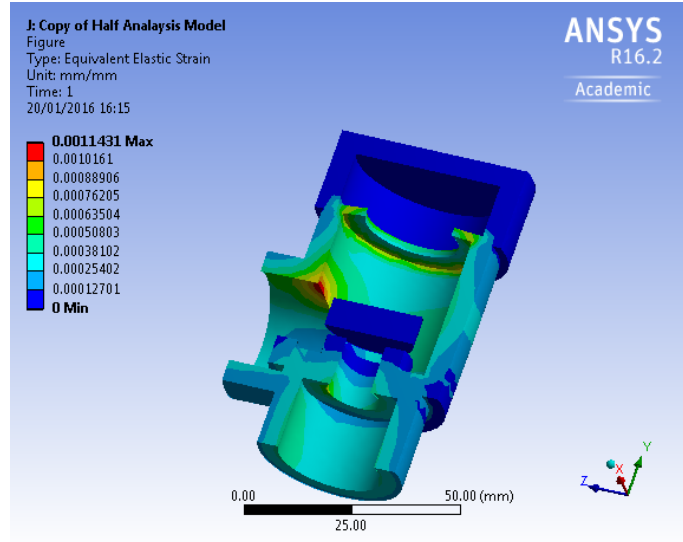 J: Copy of Half Analaysis Model
Figure
Type: Equivalent Elastic Strain
Unit: mm/mm
Time: 1
20/01/2016 16:15
0.0011431 Max
0.0010161
0.00088906
0.00076205
0.00063504
0.00050803
0.00038102
0.00025402
0.00012701
0 Min
ANSYS
R16.2
Academic
0.00
50.00 (mm)
25.00
Y
X
Z